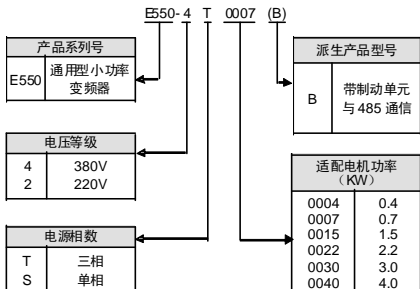 E550-4 T 0007 (B)
产品系列号
E550 通用型小功率
变频器
派生产品型号
B 带制动单元
与 485 通信
电压等级
4 380V
2 220V
适配电机功率
（KW）
0004 0.4
0007 0.7
0015 1.5
0022 2.2
0030 3.0
0040 4.0
电源相数
T 三相
S 单相